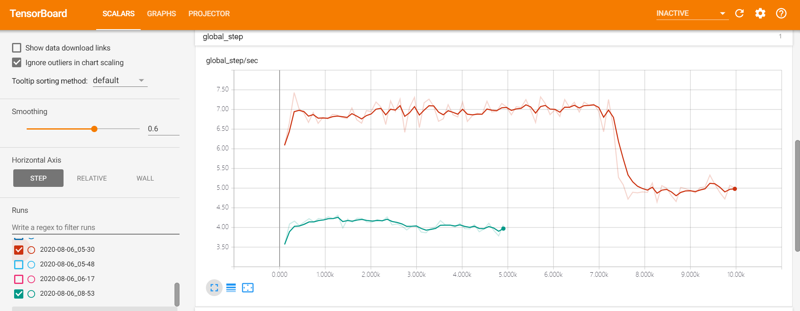 TensorBoard SCALARS GRAPHS PROJECTOR INACTIVE
Show data download links
Ignore outliers in chart scaling
Tooltip sorting method: default
Smoothing
0.6
Horizontal Axis
STEP RELATIVE WALL
Runs
Write a regex to filter runs
2020-08-06_05-30
2020-08-06_05-48
2020-08-06_06-17
2020-08-06_08-53
global_step 1
global_step/sec
7.50
7.00
6.50
6.00
5.50
5.00
4.50
4.00
3.50
0.000 1.000k 2.000k 3.000k 4.000k 5.000k 6.000k 7.000k 8.000k 9.000k 10.00k